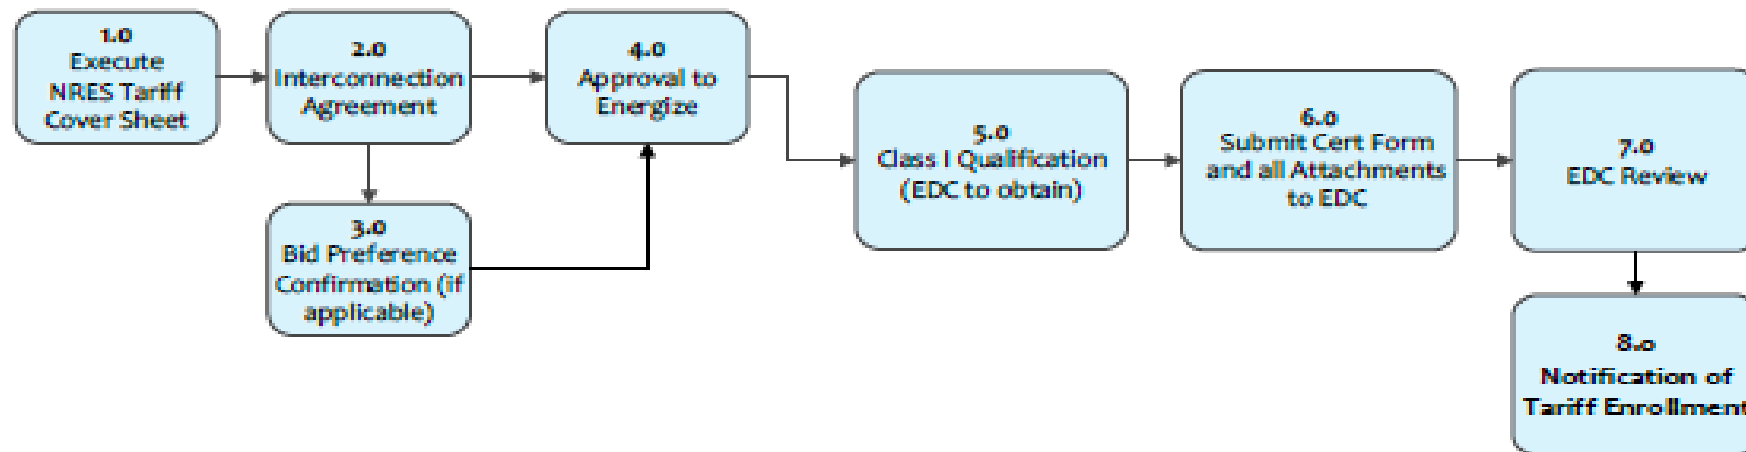 1.0
Execute
NRES Tariff
Cover Sheet
2.0
Interconnection
Agreement
3.0
Bid Preference
Confirmation (if
applicable)
4.0
Approval to
Energize
5.0
Class I Qualification
(EDC to obtain)
6.0
Submit Cert Form
and all Attachments
to EDC
7.0
EDC Review
8.0
Notification of
Tariff Enrollment